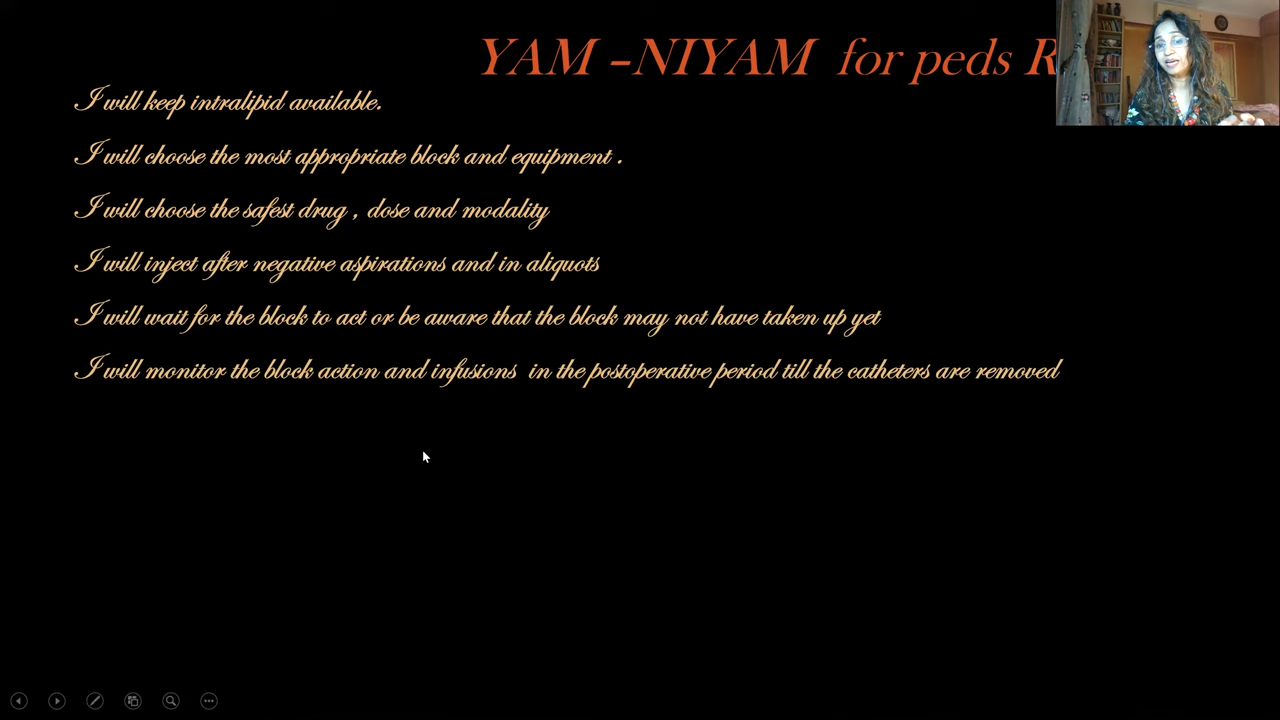 YAM –NIYAM for peds R
I will keep intralipid available.
I will choose the most appropriate block and equipment .
I will choose the safest drug , dose and modality
I will inject after negative aspirations and in aliquots
I will wait for the block to act or be aware that the block may not have taken up yet
I will monitor the block action and infusions in the postoperative period till the catheters are removed